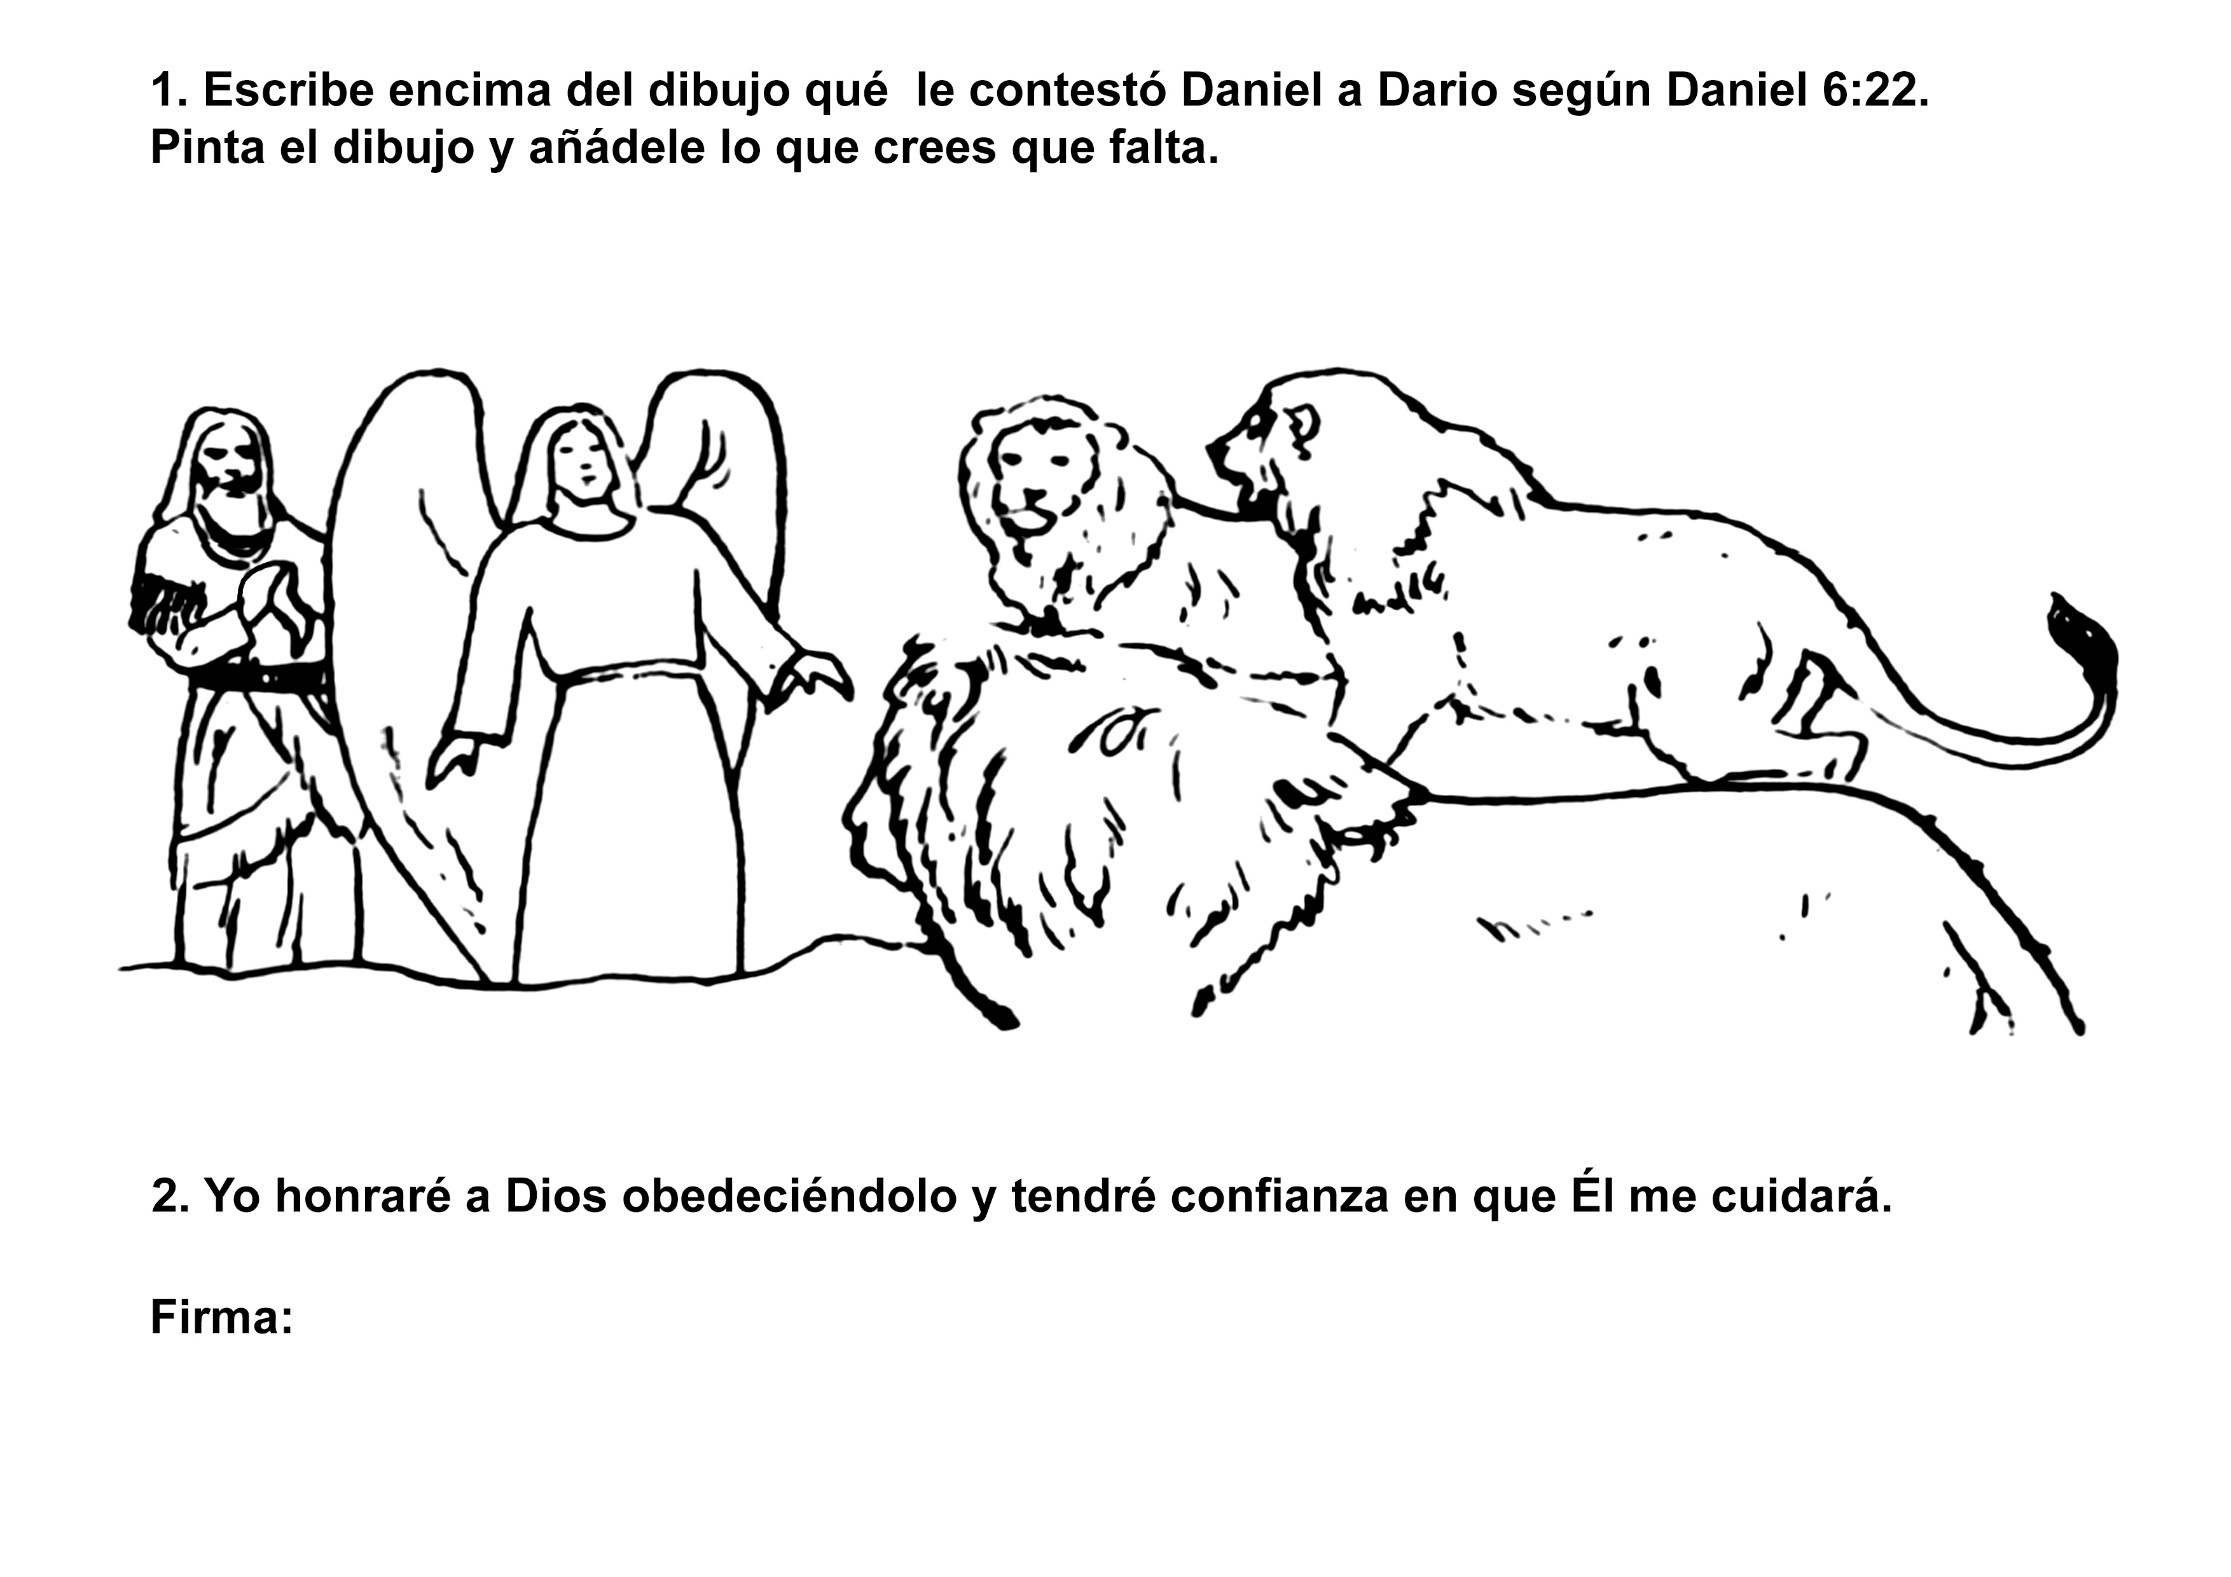 1. Escribe encima del dibujo qué  le contestó Daniel a Dario según Daniel 6:22.
Pinta el dibujo y añádele lo que crees que falta.
2. Yo honraré a Dios obedeciéndolo y tendré confianza en que Él me cuidará.
Firma: